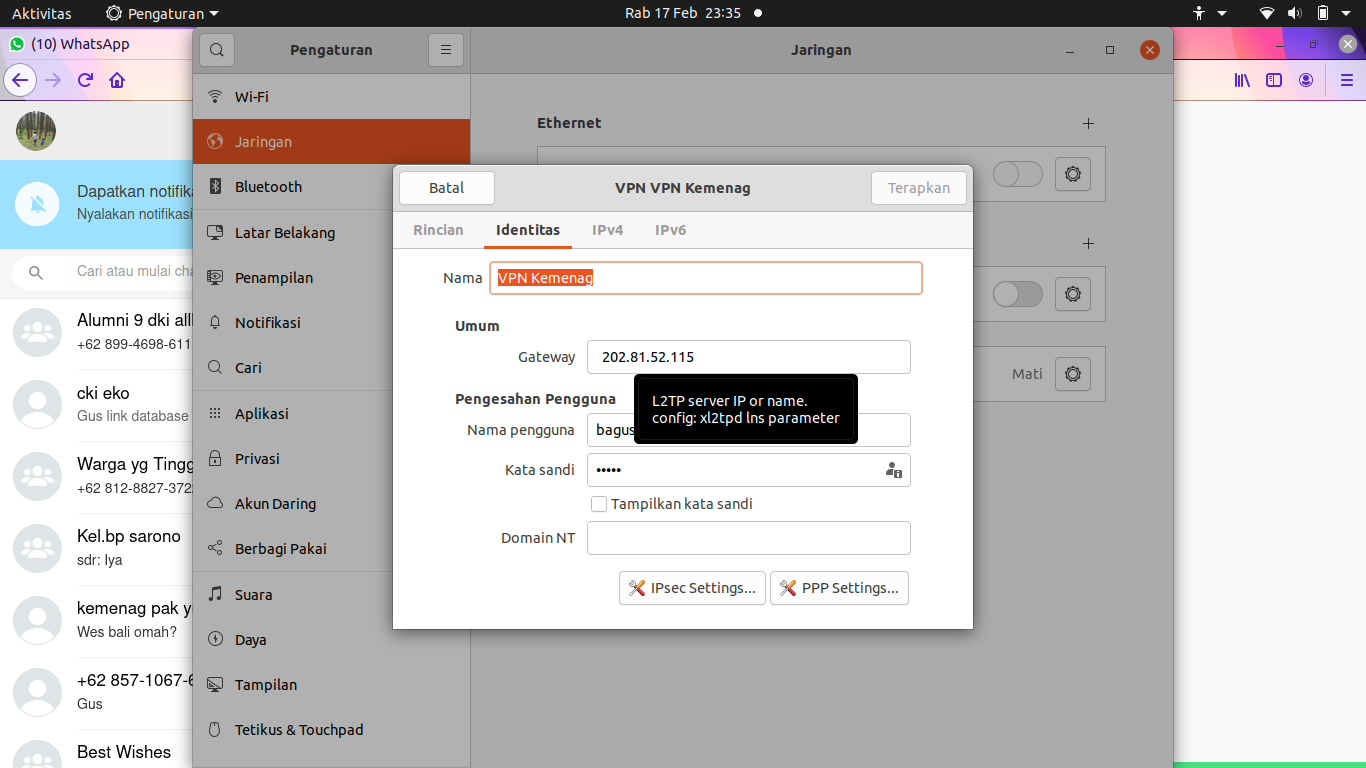 Aktivitas
Pengaturan
Rab 17 Feb 23:35
(10) WhatsApp
Pengaturan
Jaringan
Dapatkan notifika
Nyalakan notifikasi
Cari atau mulai cha
Alumni 9 dki all
+62 899-4698-611
cki eko
Gus link database
Warga yg Tingg
+62 812-8827-372
Kel.bp sarono
sdr: Iya
kemenag pak y
Wes bali omah?
+62 857-1067-6
Gus
Best Wishes
Wi-Fi
Jaringan
Bluetooth
Latar Belakang
Penampilan
Notifikasi
Cari
Aplikasi
Privasi
Akun Daring
Berbagi Pakai
Suara
Daya
Tampilan
Tetikus & Touchpad
Ethernet
Mati
Batal
VPN VPN Kemenag
Terapkan
Rincian
Identitas
IPv4
IPv6
Nama
VPN Kemenag
Umum
Gateway
202.81.52.115
L2TP server IP or name.
config: xl2tpd lns parameter
Pengesahan Pengguna
Nama pengguna
bagus
Kata sandi
•••••
Tampilkan kata sandi
Domain NT
IPsec Settings...
PPP Settings...